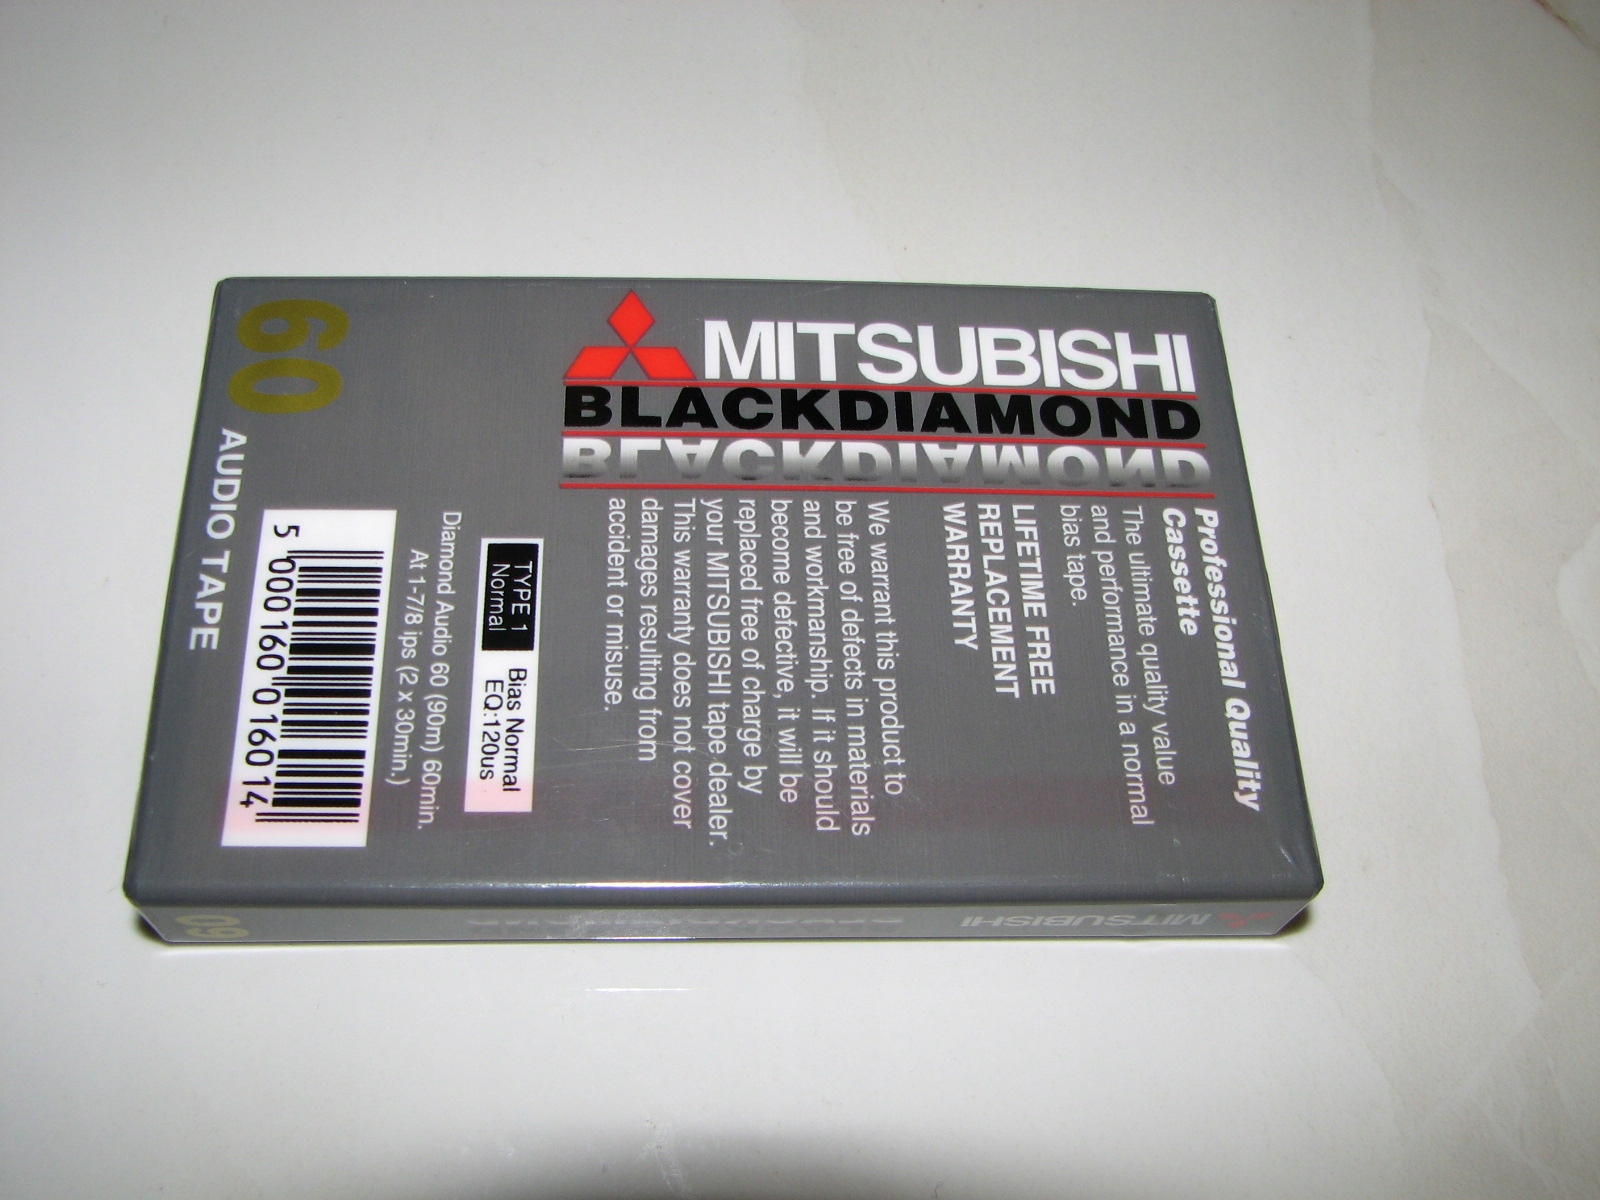 MITSUBISHI
BLACKDIAMOND
BLACKDIAMOND
Professional Quality
Cassette
The ultimate quality value
and performance in a normal
bias tape.
LIFETIME FREE
REPLACEMENT
WARRANTY
We warrant this product to
be free of defects in materials
and workmanship. If it should
become defective, it will be
replaced free of charge by
your MITSUBISHI tape dealer.
This warranty does not cover
damages resulting from
accident or misuse.
TYPE 1
Normal
Bias Normal
EQ:120us
Diamond Audio 60 (90m) 60min.
At 1-7/8 ips (2 x 30min.)
5 000160 016014
60 AUDIO TAPE
MITSUBISHI
60